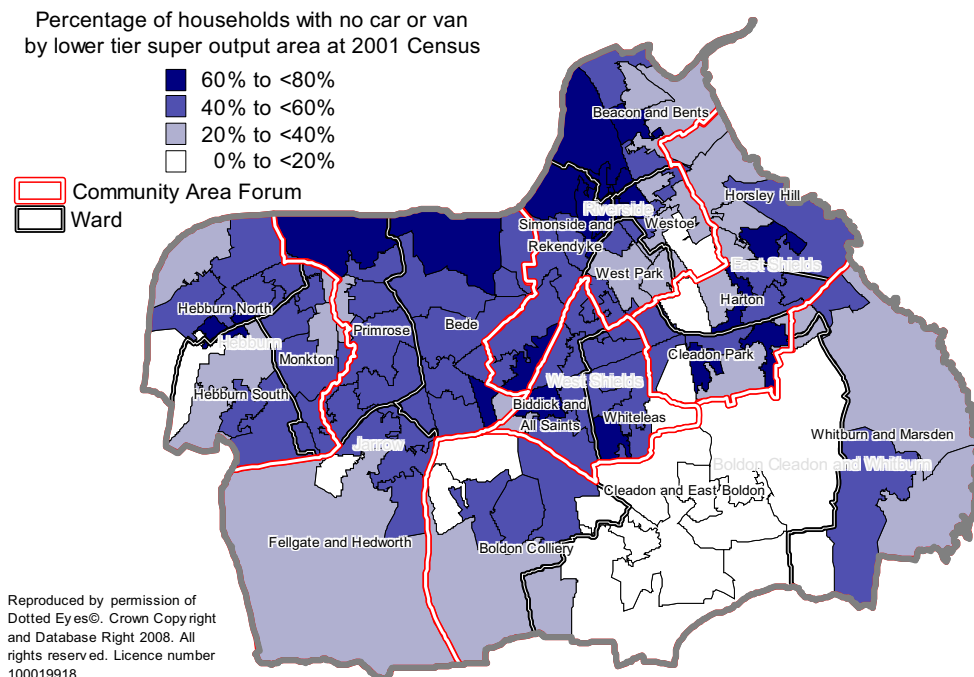 Percentage of households with no car or van
by lower tier super output area at 2001 Census
60% to <80%
40% to <60%
20% to <40%
0% to <20%
Community Area Forum
Ward
Beacon and Bents
Horsley Hill
Riverside
Simonside and
Rekendyke
Westoe
West Park
East Shields
Harton
Hebburn North
Hebburn
Monkton
Primrose
Bede
Cleadon Park
West Shields
Hebburn South
Biddick and
All Saints
Whiteleas
Jarrow
Whitburn and Marsden
Boldon Cleadon and Whitburn
Cleadon and East Boldon
Fellgate and Hedworth
Boldon Colliery
Reproduced by permission of
Dotted Eyes©. Crown Copyright
and Database Right 2008. All
rights reserved. Licence number
100019918